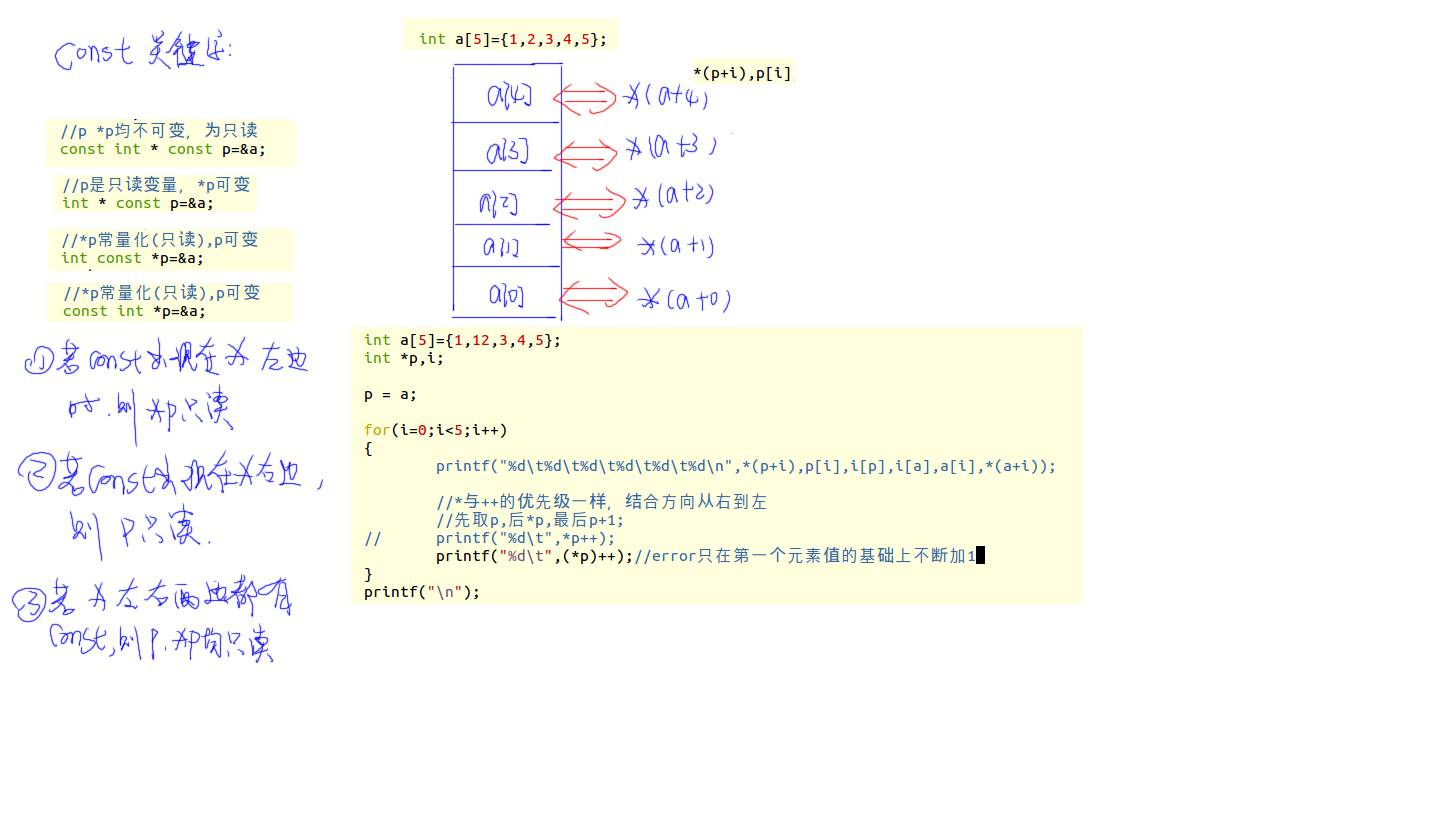 Const 关键字:
//p *p均不可变，为只读
const int * const p=&a;
//p是只读变量，*p可变
int * const p=&a;
//*p常量化(只读),p可变
int const *p=&a;
//*p常量化(只读),p可变
const int *p=&a;
①若const出现在*左边
时.则*p只读
②若const出现在*右边,
则p只读.
③若*左右两边都有
const,则p.*p均只读
int a[5]={1,2,3,4,5};
*(p+i),p[i]
a[4] *(a+4)
a[3] *(a+3)
a[2] *(a+2)
a[1] *(a+1)
a[0] *(a+0)
int a[5]={1,12,3,4,5};
int *p,i;
p = a;
for(i=0;i<5;i++)
{
printf("%d\t%d\t%d\t%d\t%d\t%d\n",*(p+i),p[i],i[p],i[a],a[i],*(a+i));
//*与++的优先级一样，结合方向从右到左
//先取p,后*p,最后p+1;
// printf("%d\t",*p++);
printf("%d\t",(*p)++);//error只在第一个元素值的基础上不断加1
}
printf("\n");